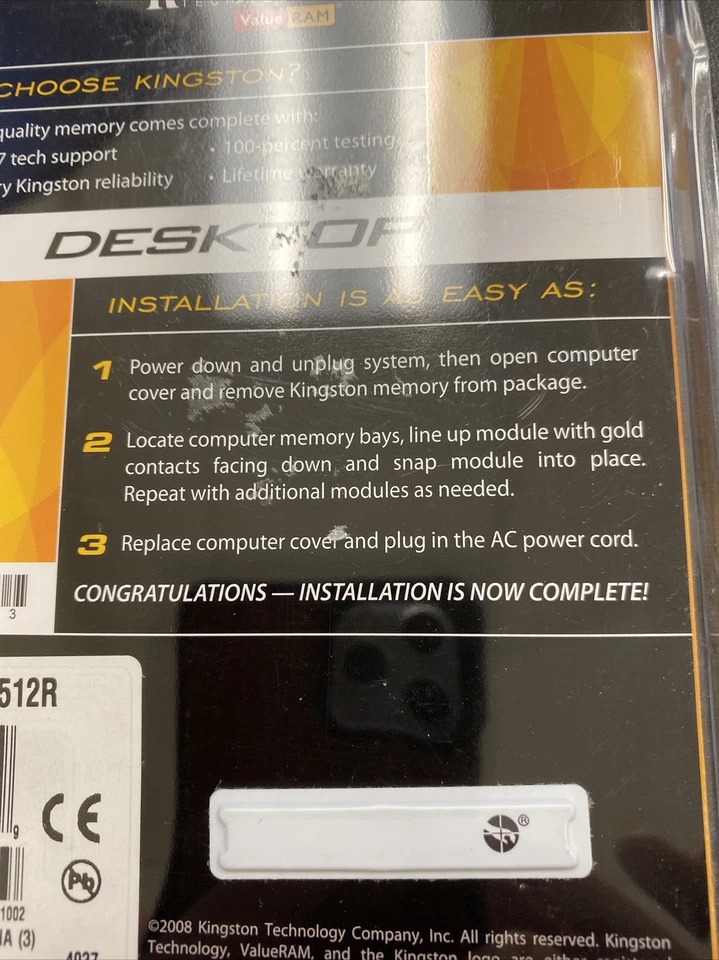 TECH
ValueRAM
CHOOSE KINGSTON?
quality memory comes complete with:
7 tech support
• 100-percent testing
y Kingston reliability
• Lifetime warranty
DESKTOP
INSTALLATION IS AS EASY AS:
1 Power down and unplug system, then open computer
cover and remove Kingston memory from package.
2 Locate computer memory bays, line up module with gold
contacts facing down and snap module into place.
Repeat with additional modules as needed.
3 Replace computer cover and plug in the AC power cord.
CONGRATULATIONS — INSTALLATION IS NOW COMPLETE!
3
512R
9
CE
Pb
®
1002
IA (3)
4037
©2008 Kingston Technology Company, Inc. All rights reserved. Kingston
Technology, ValueRAM, and the Kingston logo are either registered